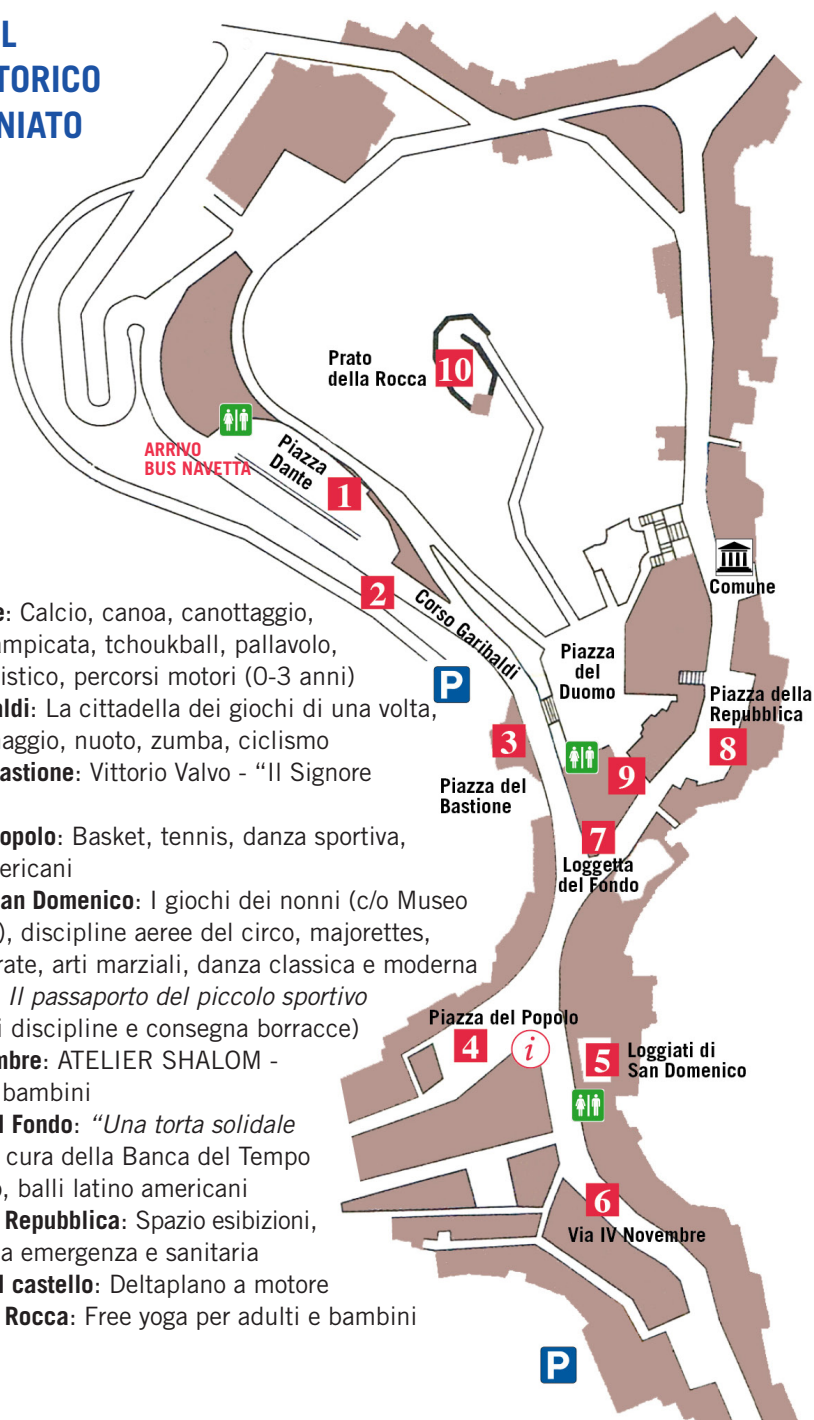 L
TORICO
NIATO
Prato
della Rocca
10
ARRIVO
BUS NAVETTA
Piazza
Dante
1
2
Corso Garibaldi
P
Comune
Piazza
del
Duomo
Piazza della
Repubblica
8
3
Piazza del
Bastione
9
7
Loggetta
del Fondo
Piazza del Popolo
4
i
5
Loggiati di
San Domenico
6
Via IV Novembre
P
e: Calcio, canoa, canottaggio,
ampicata, tchoukball, pallavolo,
istico, percorsi motori (0-3 anni)
aldi: La cittadella dei giochi di una volta,
naggio, nuoto, zumba, ciclismo
astione: Vittorio Valvo - “Il Signore
opolo: Basket, tennis, danza sportiva,
ericani
an Domenico: I giochi dei nonni (c/o Museo
), discipline aeree del circo, majorettes,
rate, arti marziali, danza classica e moderna
Il passaporto del piccolo sportivo
i discipline e consegna borracce)
mbre: ATELIER SHALOM -
bambini
l Fondo: “Una torta solidale
cura della Banca del Tempo
o, balli latino americani
Repubblica: Spazio esibizioni,
a emergenza e sanitaria
l castello: Deltaplano a motore
Rocca: Free yoga per adulti e bambini